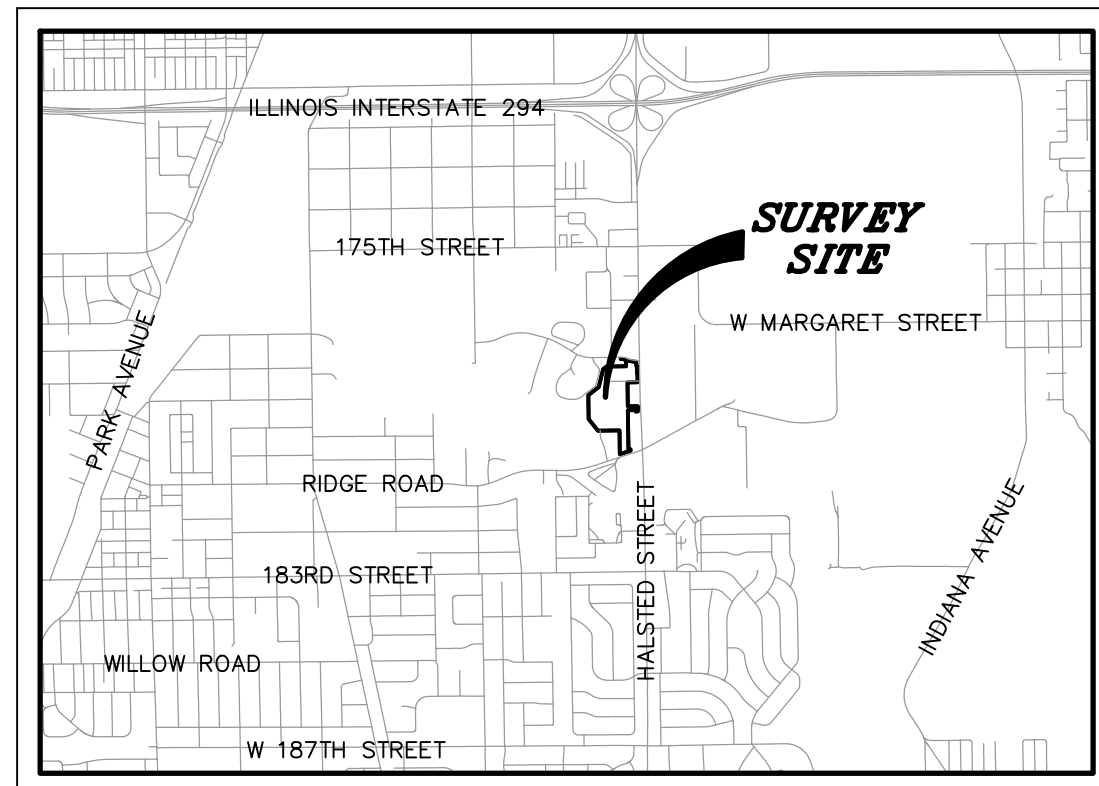 ILLINOIS INTERSTATE 294
SURVEY
SITE
175TH STREET
W MARGARET STREET
PARK AVENUE
RIDGE ROAD
HALSTED STREET
INDIANA AVENUE
183RD STREET
WILLOW ROAD
W 187TH STREET